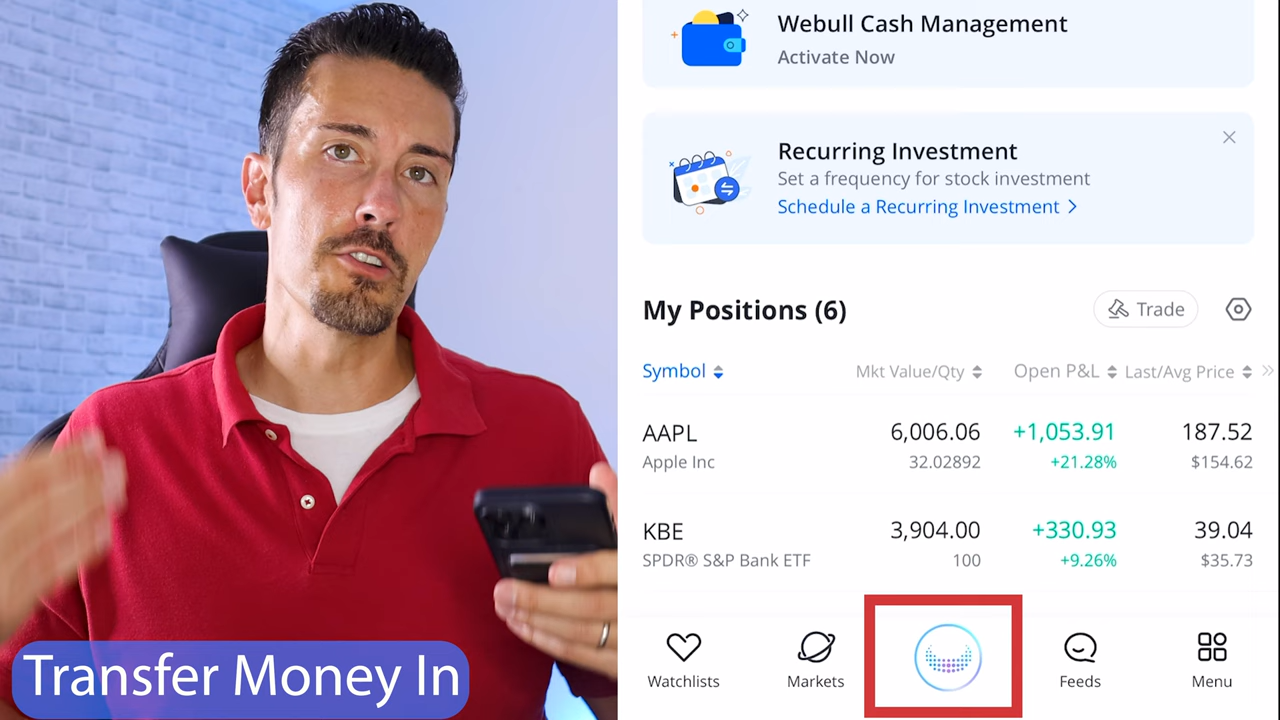 Webull Cash Management
Activate Now
Recurring Investment
Set a frequency for stock investment
Schedule a Recurring Investment >
My Positions (6)
Trade
Symbol Mkt Value/Qty Open P&L Last/Avg Price »
AAPL 6,006.06 +1,053.91 187.52
Apple Inc 32.02892 +21.28% $154.62
KBE 3,904.00 +330.93 39.04
SPDR® S&P Bank ETF 100 +9.26% $35.73
Watchlists Markets Feeds Menu
Transfer Money In